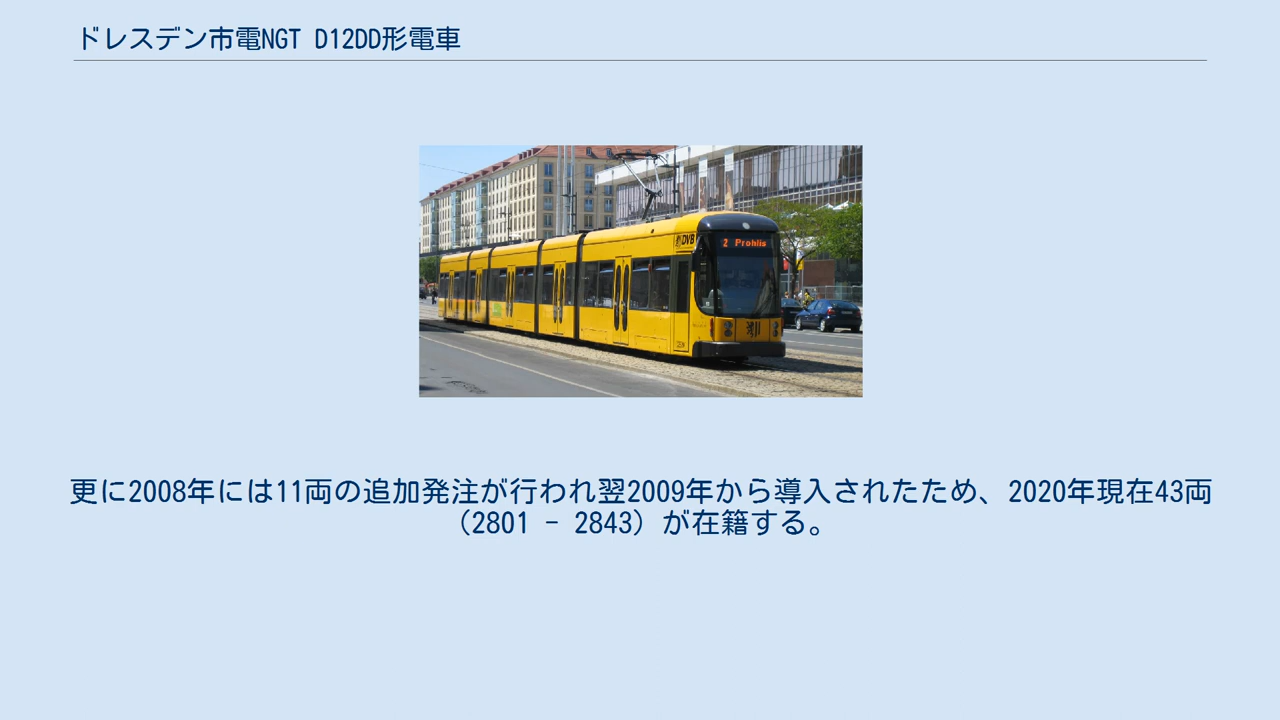 ドレスデン市電NGT D12DD形電車
DVB
2 Prohlis
更に2008年には11両の追加発注が行われ翌2009年から導入されたため、2020年現在43両
（2801 - 2843）が在籍する。